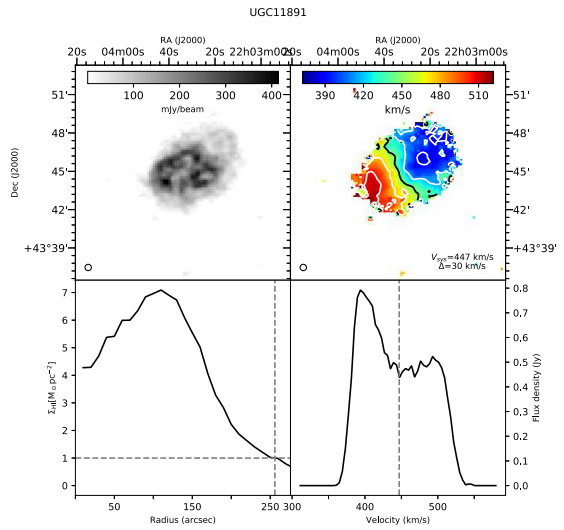 UGC11891
RA (J2000)
RA (J2000)
20s 04m00s 40s 20s 22h03m00s
20s 04m00s 40s 20s 22h03m00s
100 200 300 400
mJy/beam
390 420 450 480 510
km/s
Dec (J2000)
51'
48'
45'
42'
+43°39'
51'
48'
45'
42'
+43°39'
Vsys=447 km/s
Δ=30 km/s
7
6
5
4
3
2
1
0
ΣHI[M☉pc⁻²]
0.8
0.7
0.6
0.5
0.4
0.3
0.2
0.1
0.0
Flux density (Jy)
50 150 250 300
400 500
Radius (arcsec)
Velocity (km/s)